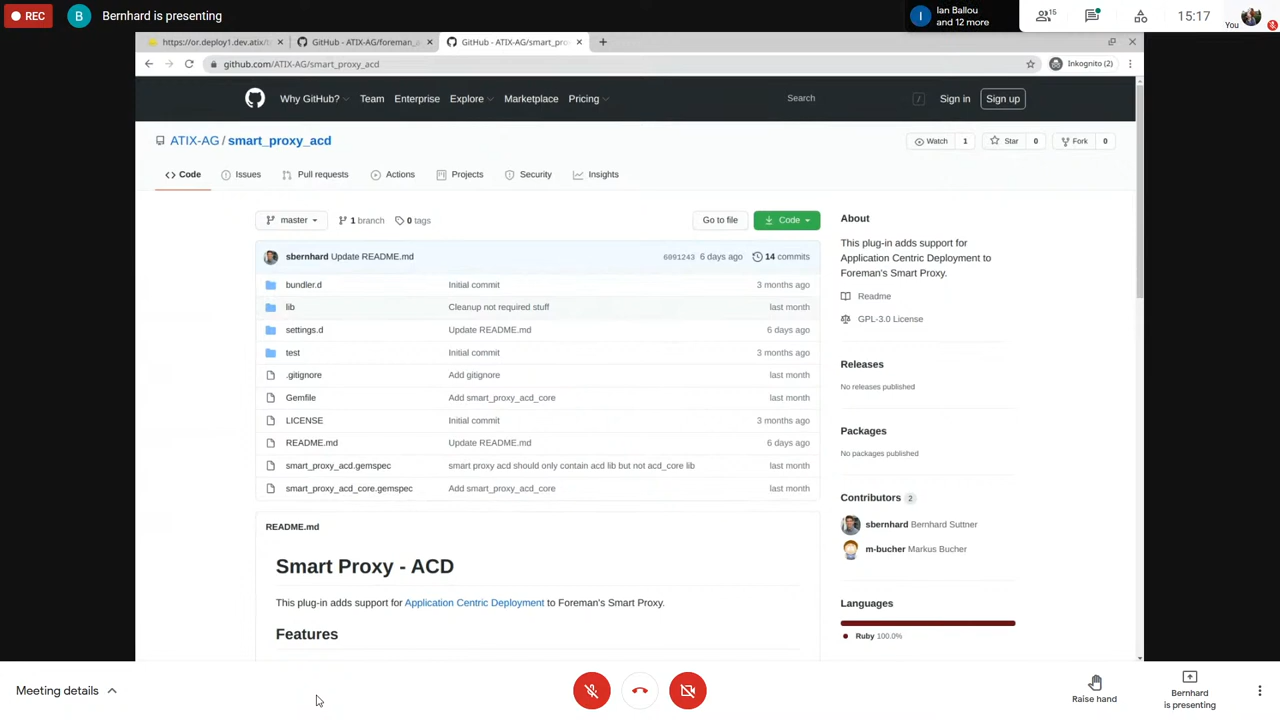 REC
B
Bernhard is presenting
I
Ian Ballou
and 12 more
15
15:17
You
GitHub - ATIX-AG/foreman_a
GitHub - ATIX-AG/smart_pro
github.com/ATIX-AG/smart_proxy_acd
Inkognito (2)
Why GitHub?
Team
Enterprise
Explore
Marketplace
Pricing
Search
/
Sign in
Sign up
ATIX-AG / smart_proxy_acd
Watch 1
Star 0
Fork 0
Code
Issues
Pull requests
Actions
Projects
Security
Insights
master
1 branch
0 tags
Go to file
Code
sbernhard Update README.md 6091243 6 days ago 14 commits
bundler.d Initial commit 3 months ago
lib Cleanup not required stuff last month
settings.d Update README.md 6 days ago
test Initial commit 3 months ago
.gitignore Add gitignore last month
Gemfile Add smart_proxy_acd_core last month
LICENSE Initial commit 3 months ago
README.md Update README.md 6 days ago
smart_proxy_acd.gemspec smart proxy acd should only contain acd lib but not acd_core lib last month
smart_proxy_acd_core.gemspec Add smart_proxy_acd_core last month
README.md
Smart Proxy - ACD
This plug-in adds support for Application Centric Deployment to Foreman's Smart Proxy.
Features
About
This plug-in adds support for
Application Centric Deployment to
Foreman's Smart Proxy.
Readme
GPL-3.0 License
Releases
No releases published
Packages
No packages published
Contributors 2
sbernhard Bernhard Suttner
m-bucher Markus Bucher
Languages
Ruby 100.0%
Meeting details
Raise hand
Bernhard
is presenting